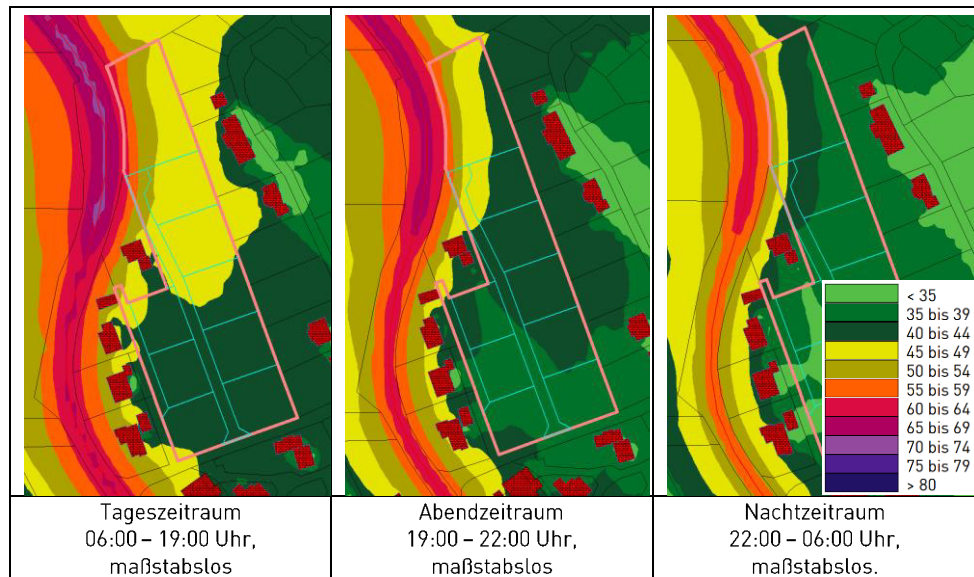 < 35
35 bis 39
40 bis 44
45 bis 49
50 bis 54
55 bis 59
60 bis 64
65 bis 69
70 bis 74
75 bis 79
> 80
Tageszeitraum
06:00 – 19:00 Uhr,
maßstabslos
Abendzeitraum
19:00 – 22:00 Uhr,
maßstabslos
Nachtzeitraum
22:00 – 06:00 Uhr,
maßstabslos.